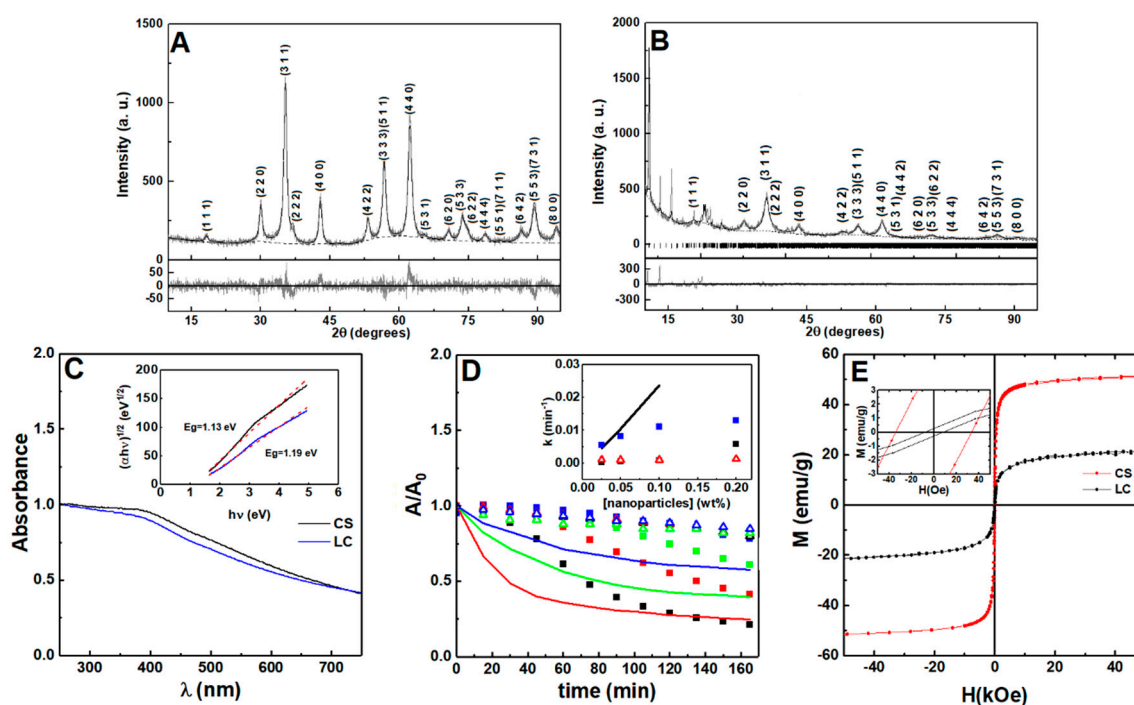 A
Intensity (a. u.)
1500
1000
500
0
50
0
-50
(1 1 1)
(2 2 0)
(3 1 1)
(2 2 2)
(4 0 0)
(4 2 2)
(3 3 3)(5 1 1)
(4 4 0)
(5 3 1)
(6 2 0)
(5 3 3)
(6 2 2)
(4 4 4)
(5 5 1)(7 1 1)
(6 4 2)
(5 5 3)(7 3 1)
(8 0 0)
15 30 45 60 75 90
2θ (degrees)
B
Intensity (a. u.)
2000
1500
1000
500
0
300
0
-300
(1 1 1)
(2 2 0)
(3 1 1)
(2 2 2)
(4 0 0)
(4 2 2)
(3 3 3)(5 1 1)
(4 4 0)
(5 3 1)(4 4 2)
(6 2 0)
(5 3 3)(6 2 2)
(4 4 4)
(6 4 2)
(5 5 3)(7 3 1)
(8 0 0)
15 30 45 60 75 90
2θ (degrees)
C
Absorbance
2.0
1.5
1.0
0.5
0.0
300 400 500 600 700
λ (nm)
(αhν)^1/2 (eV^1/2)
200
150
100
50
0
0 1 2 3 4 5 6
hν (eV)
Eg=1.13 eV
Eg=1.19 eV
CS
LC
D
A/A0
2.0
1.5
1.0
0.5
0.0
0 20 40 60 80 100 120 140 160
time (min)
k (min-1)
0.03
0.02
0.01
0.00
0.00 0.05 0.10 0.15 0.20
[nanoparticles] (wt%)
E
M (emu/g)
60
40
20
0
-20
-40
-60
-40 -20 0 20 40
H(kOe)
M (emu/g)
3
2
1
0
-1
-2
-3
-40 -20 0 20 40
H(Oe)
CS
LC